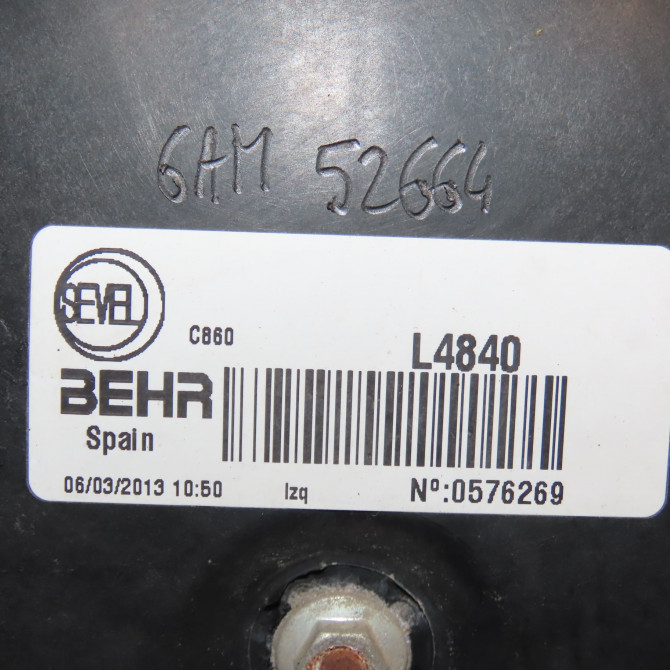 6AM 52664
SEVEL
C860
L4840
BEHR
Spain
06/03/2013 10:50 Izq Nº:0576269